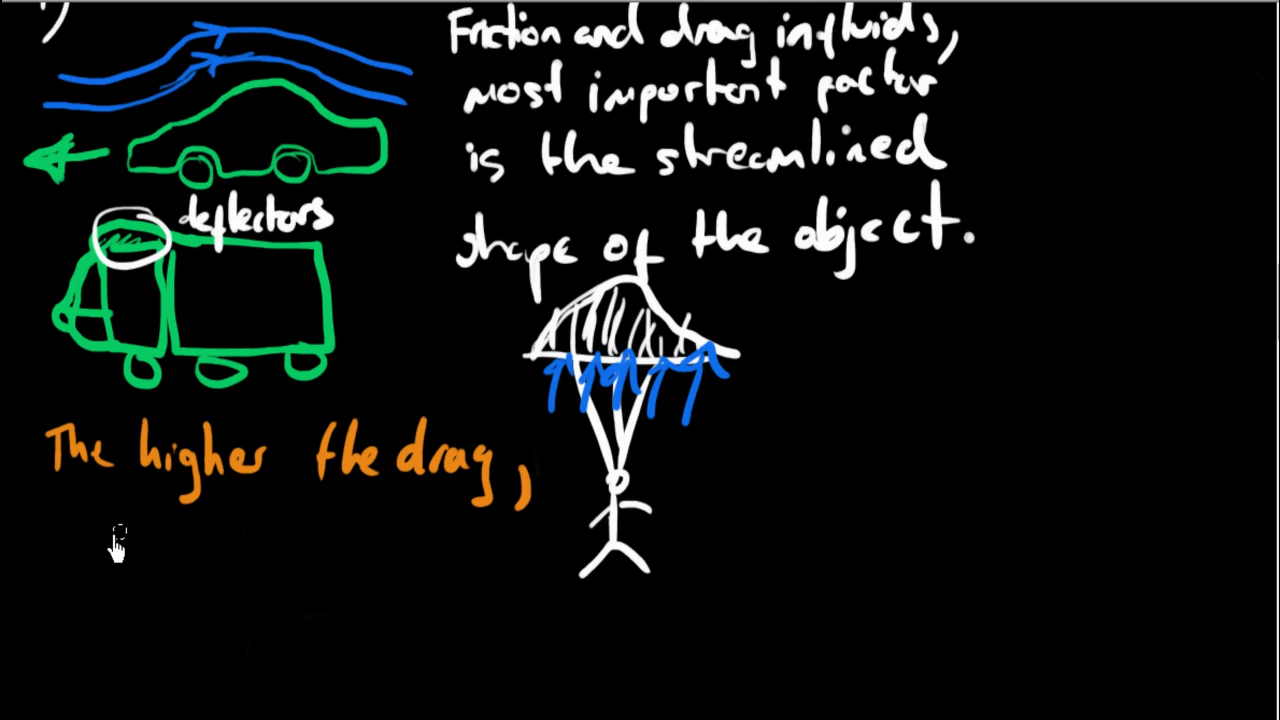 Friction and drag in fluids,
most important factor
is the streamlined
shape of the object.
deflectors
The higher the drag,